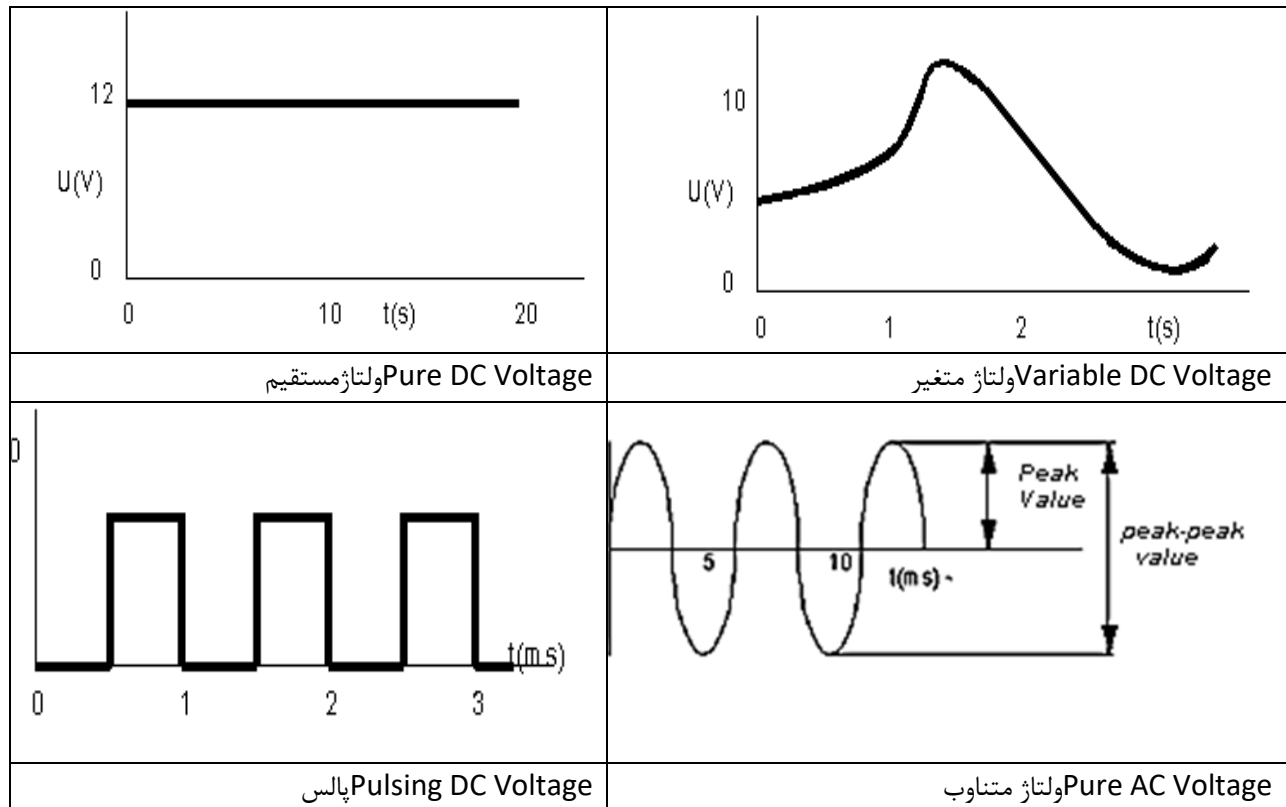 12
U(V)
0
0 10 t(s) 20
10
U(V)
0
0 1 2 t(s)
Pure DC Voltageولتاژمستقیم
Variable DC Voltageولتاژ متغیر
0
t(ms)
0 1 2 3
Peak
Value
peak-peak
value
5 10 t(ms)
Pulsing DC Voltageپالس
Pure AC Voltageولتاژ متناوب